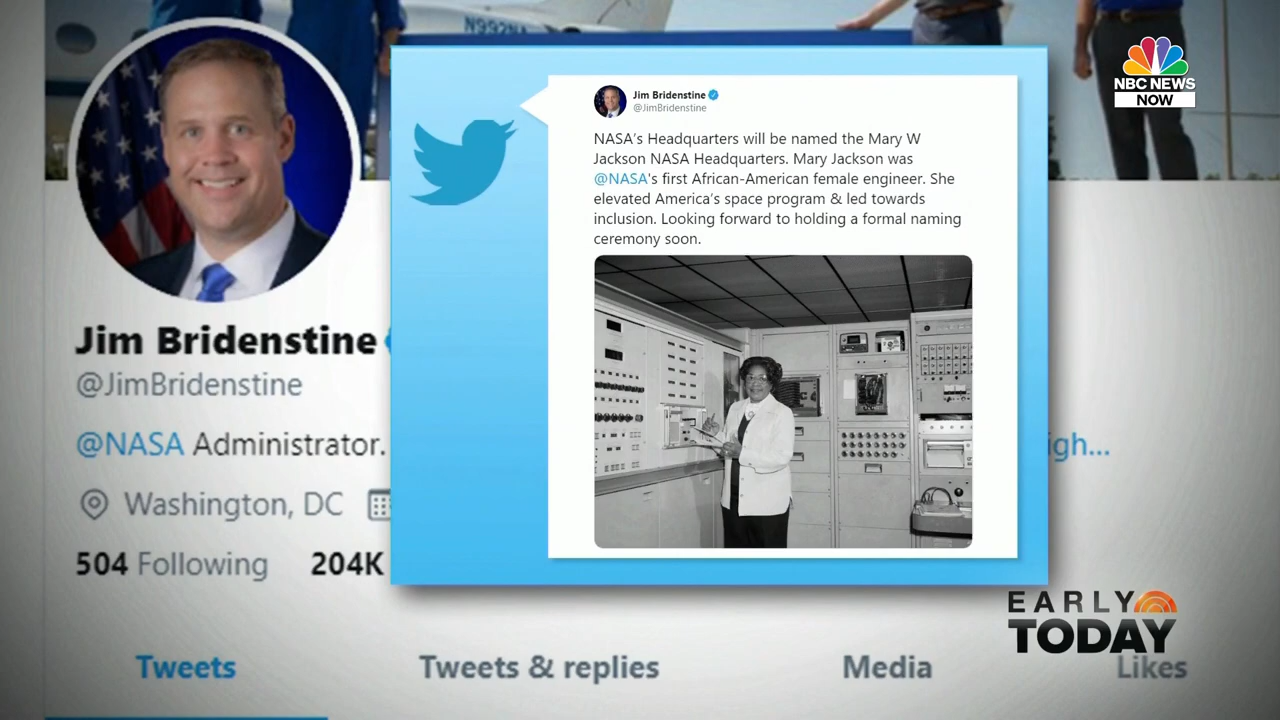 N992NA
NBC NEWS
NOW
Jim Bridenstine
@JimBridenstine
NASA's Headquarters will be named the Mary W
Jackson NASA Headquarters. Mary Jackson was
@NASA's first African-American female engineer. She
elevated America's space program & led towards
inclusion. Looking forward to holding a formal naming
ceremony soon.
Jim Bridenstine
@JimBridenstine
@NASA Administrator.
igh...
Washington, DC
504 Following 204K
EARLY
TODAY
Tweets Tweets & replies Media Likes